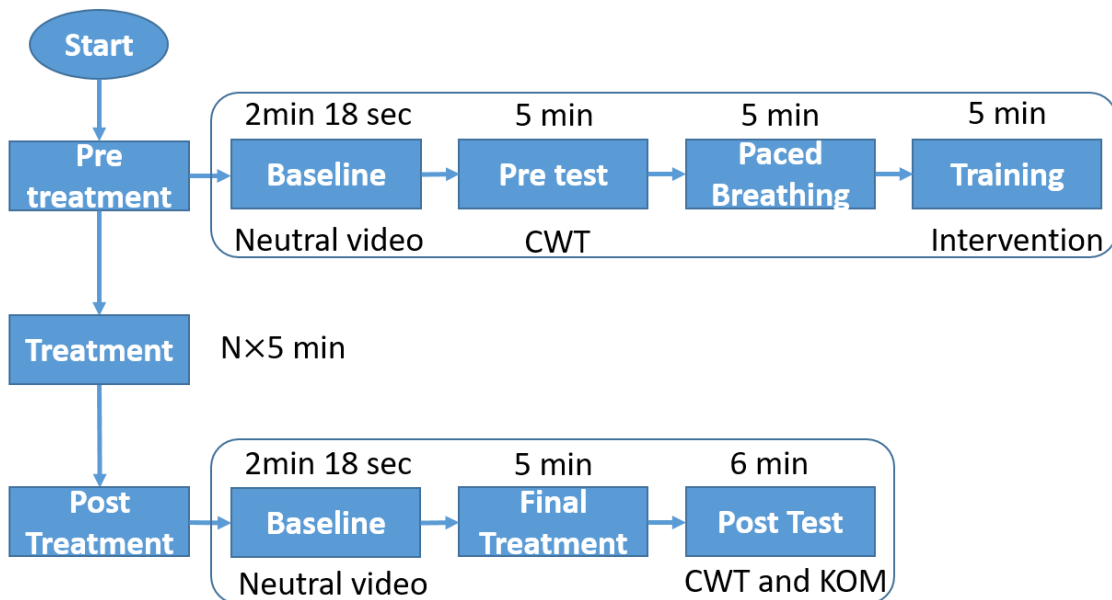 Start
2min 18 sec
5 min
5 min
5 min
Pre
treatment
Baseline
Pre test
Paced
Breathing
Training
Neutral video
CWT
Intervention
Treatment
N×5 min
2min 18 sec
5 min
6 min
Post
Treatment
Baseline
Final
Treatment
Post Test
Neutral video
CWT and KOM